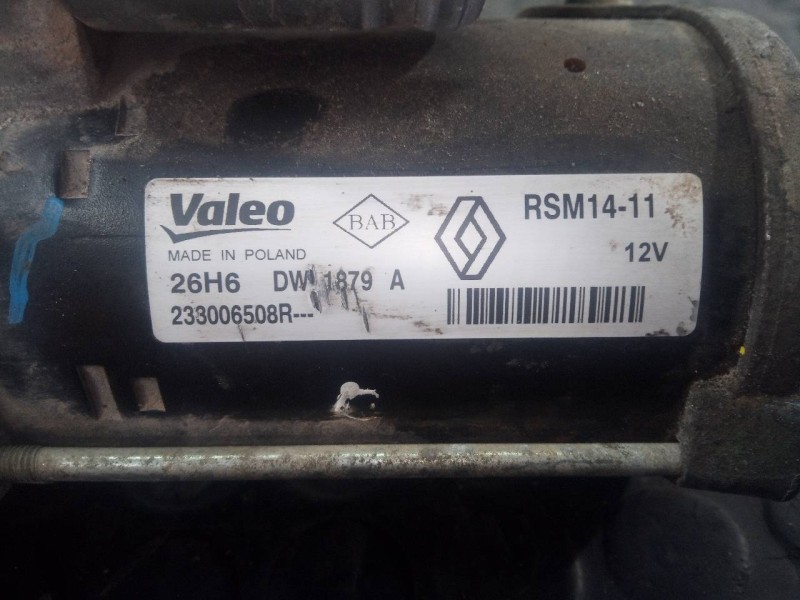 Valeo BAB RSM14-11
MADE IN POLAND 12V
26H6 DW 1879 A
233006508R---